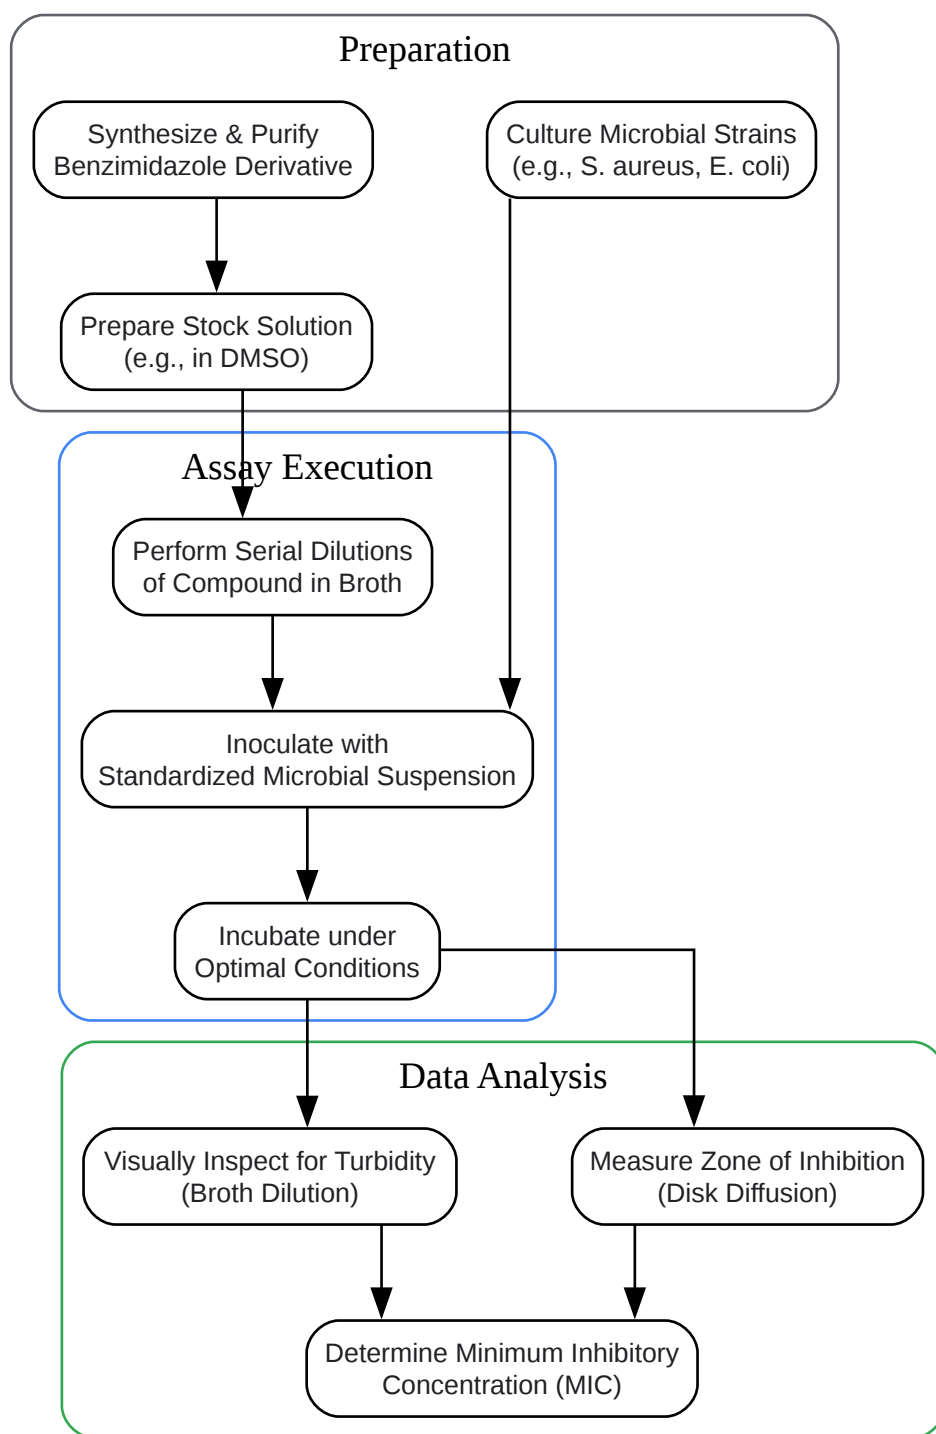 Preparation
Synthesize & Purify
Benzimidazole Derivative
Culture Microbial Strains
(e.g., S. aureus, E. coli)
Prepare Stock Solution
(e.g., in DMSO)
Assay Execution
Perform Serial Dilutions
of Compound in Broth
Inoculate with
Standardized Microbial Suspension
Incubate under
Optimal Conditions
Data Analysis
Visually Inspect for Turbidity
(Broth Dilution)
Measure Zone of Inhibition
(Disk Diffusion)
Determine Minimum Inhibitory
Concentration (MIC)